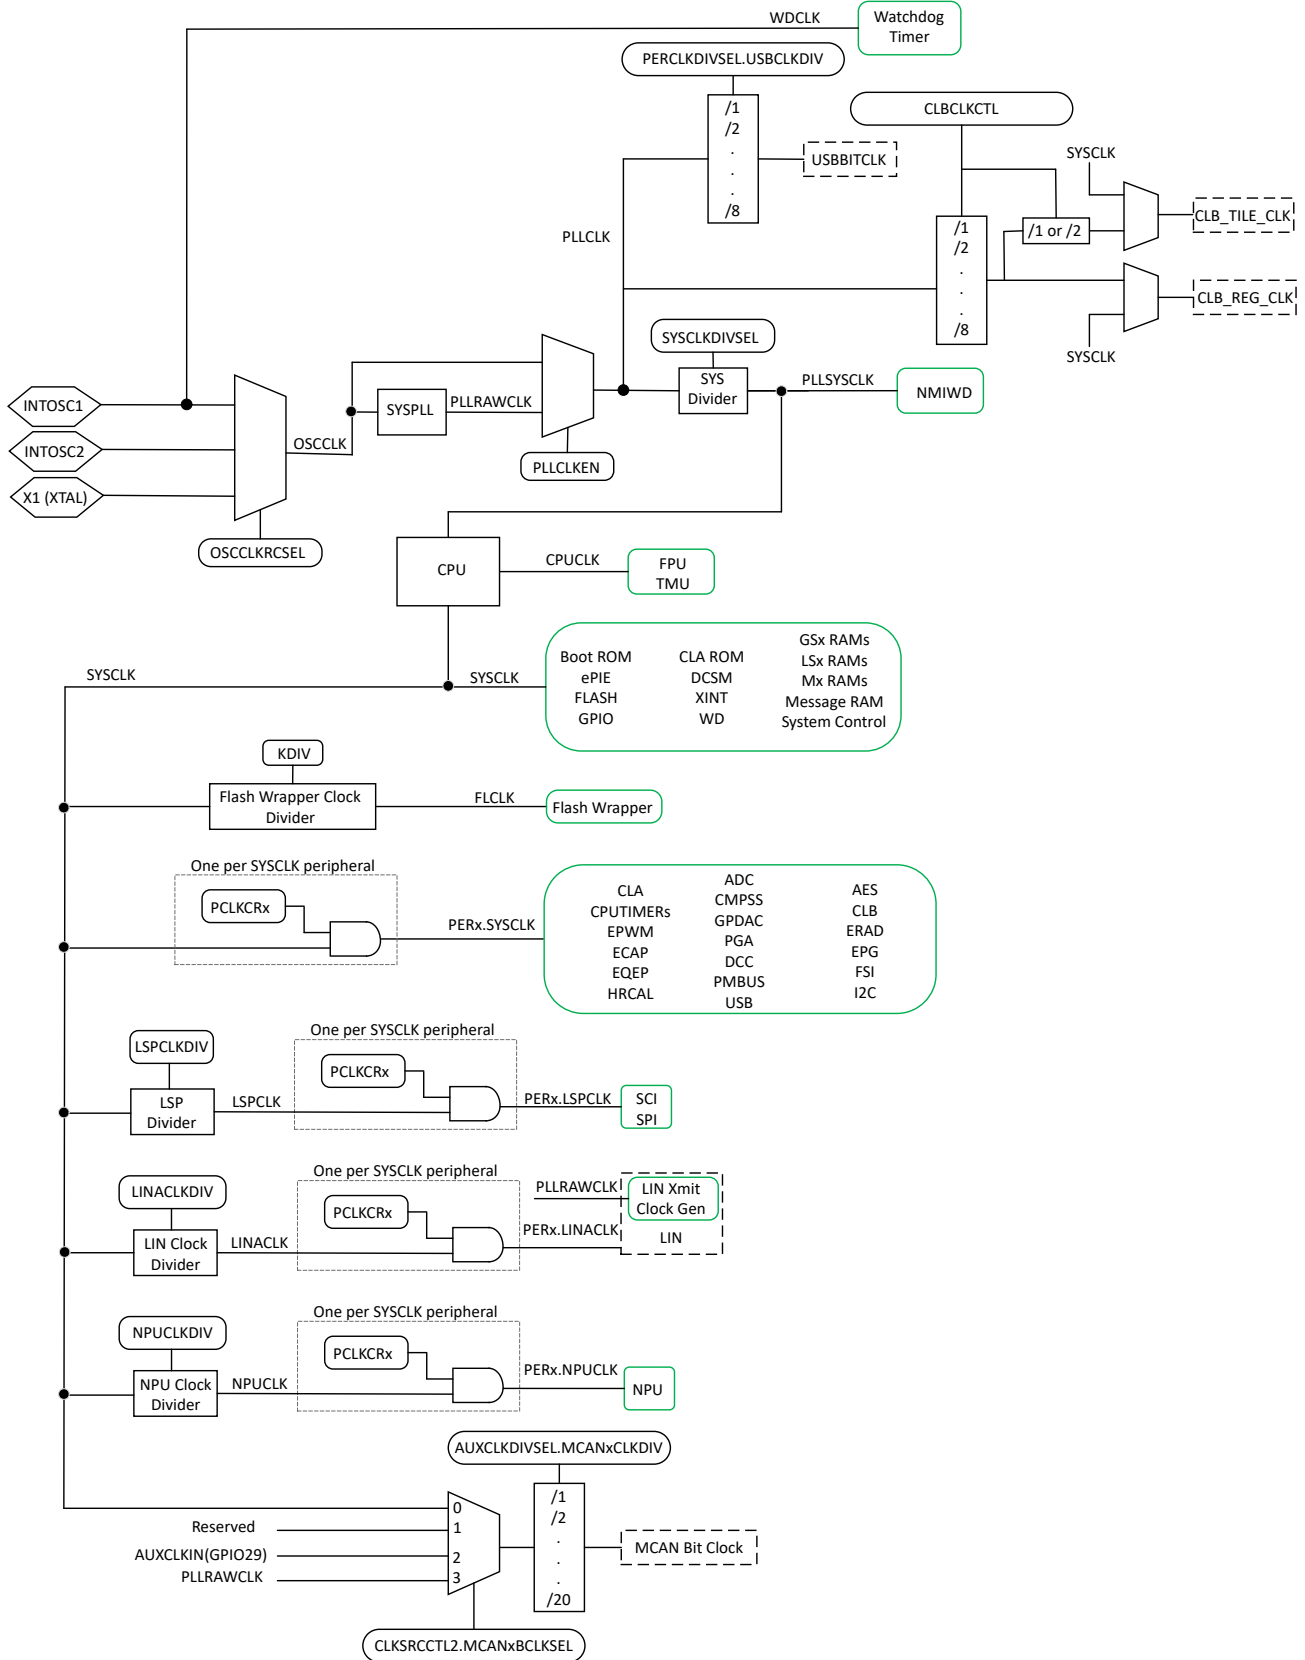 WDCLK
Watchdog
Timer
PERCLKDIVSEL.USBCLKDIV
/1
/2
.
.
.
/8
USBBITCLK
CLBCLKCTL
SYSCLK
/1
/2
.
.
.
/8
/1 or /2
CLB_TILE_CLK
CLB_REG_CLK
SYSCLK
PLLCLK
SYSCLKDIVSEL
SYS
Divider
PLLSYSCLK
NMIWD
INTOSC1
INTOSC2
X1 (XTAL)
OSCCLK
OSCCLKRCSEL
SYSPLL
PLLRAWCLK
PLLCLKEN
CPU
CPUCLK
FPU
TMU
SYSCLK
SYSCLK
Boot ROM
ePIE
FLASH
GPIO
CLA ROM
DCSM
XINT
WD
GSx RAMs
LSx RAMs
Mx RAMs
Message RAM
System Control
KDIV
Flash Wrapper Clock
Divider
FLCLK
Flash Wrapper
One per SYSCLK peripheral
PCLKCRx
PERx.SYSCLK
CLA
CPUTIMERs
EPWM
ECAP
EQEP
HRCAL
ADC
CMPSS
GPDAC
PGA
DCC
PMBUS
USB
AES
CLB
ERAD
EPG
FSI
I2C
LSPCLKDIV
LSP
Divider
LSPCLK
One per SYSCLK peripheral
PCLKCRx
PERx.LSPCLK
SCI
SPI
LINACLKDIV
LIN Clock
Divider
LINACLK
One per SYSCLK peripheral
PCLKCRx
PLLRAWCLK
PERx.LINACLK
LIN Xmit
Clock Gen
LIN
NPUCLKDIV
NPU Clock
Divider
NPUCLK
One per SYSCLK peripheral
PCLKCRx
PERx.NPUCLK
NPU
AUXCLKDIVSEL.MCANxCLKDIV
0
Reserved
1
AUXCLKIN(GPIO29)
2
PLLRAWCLK
3
/1
/2
.
.
.
/20
MCAN Bit Clock
CLKSRCCTL2.MCANxBCLKSEL